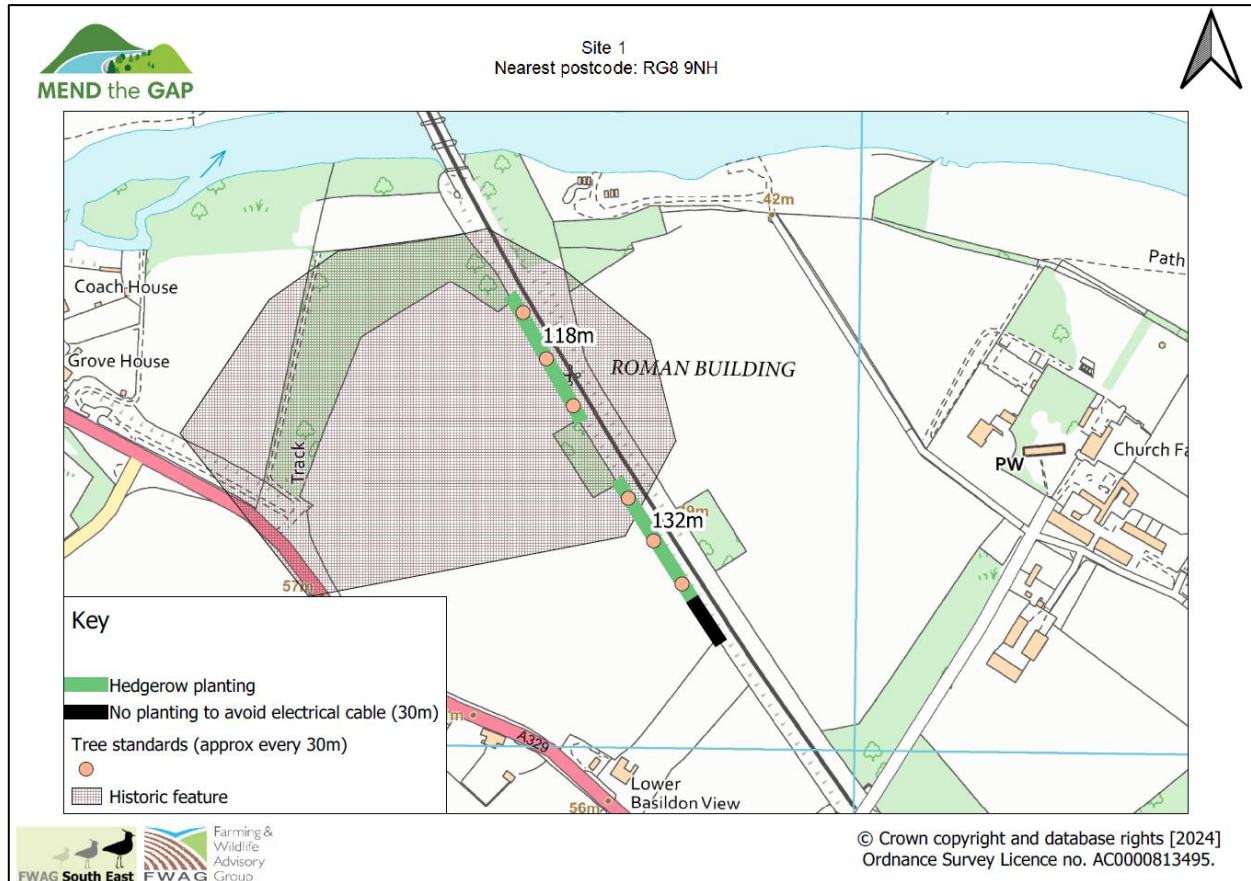 MEND the GAP
Site 1
Nearest postcode: RG8 9NH
42m
Path
Coach House
118m
Grove House
ROMAN BUILDING
Track
PW
Church Fa
132m
57m
Key
Hedgerow planting
No planting to avoid electrical cable (30m)
Tree standards (approx every 30m)
Historic feature
A329
Lower
Basildon View
56m
FWAG South East
FWAG
Farming &
Wildlife
Advisory
Group
© Crown copyright and database rights [2024]
Ordnance Survey Licence no. AC0000813495.